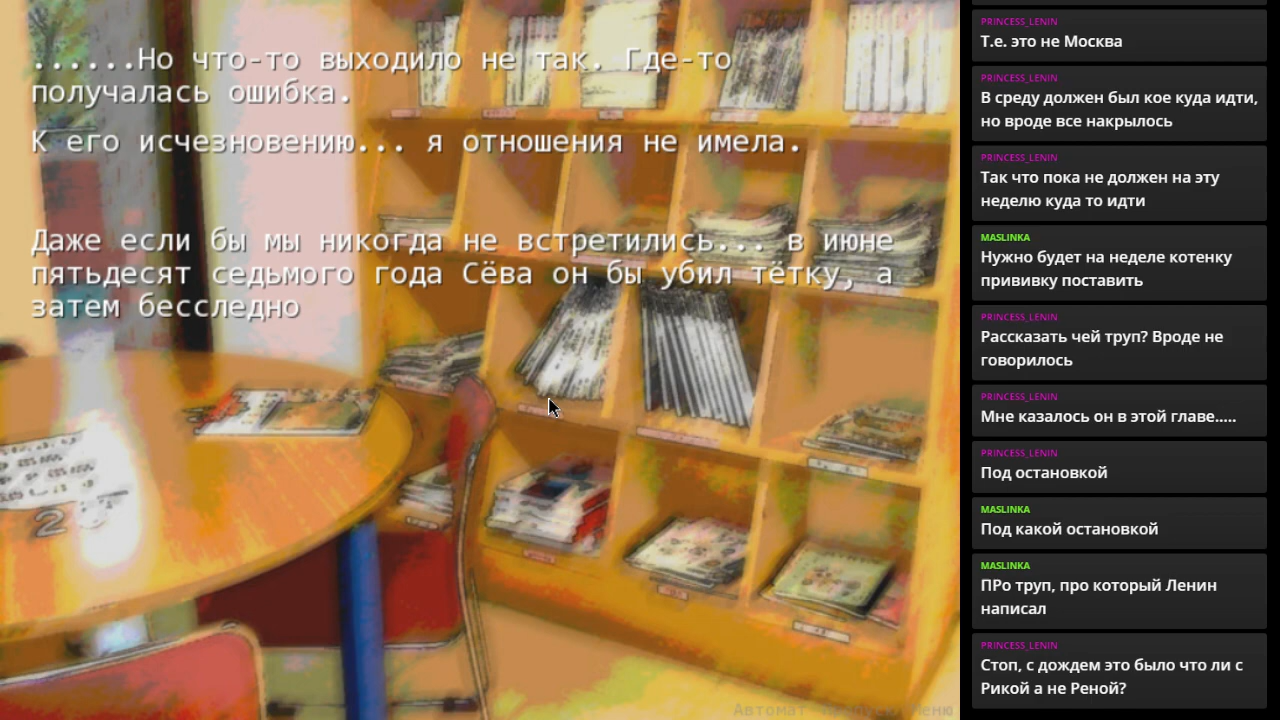 ......Но что-то выходило не так. Где-то
получалась ошибка.
К его исчезновению... я отношения не имела.
Даже если бы мы никогда не встретились... в июне
пятьдесят седьмого года Сёва он бы убил тётку, а
затем бесследно
2
Автомат Пропуск Меню
PRINCESS_LENIN
Т.е. это не Москва
PRINCESS_LENIN
В среду должен был кое куда идти,
но вроде все накрылось
PRINCESS_LENIN
Так что пока не должен на эту
неделю куда то идти
MASLINKA
Нужно будет на неделе котенку
прививку поставить
PRINCESS_LENIN
Рассказать чей труп? Вроде не
говорилось
PRINCESS_LENIN
Мне казалось он в этой главе.....
PRINCESS_LENIN
Под остановкой
MASLINKA
Под какой остановкой
MASLINKA
ПРо труп, про который Ленин
написал
PRINCESS_LENIN
Стоп, с дождем это было что ли с
Рикой а не Реной?